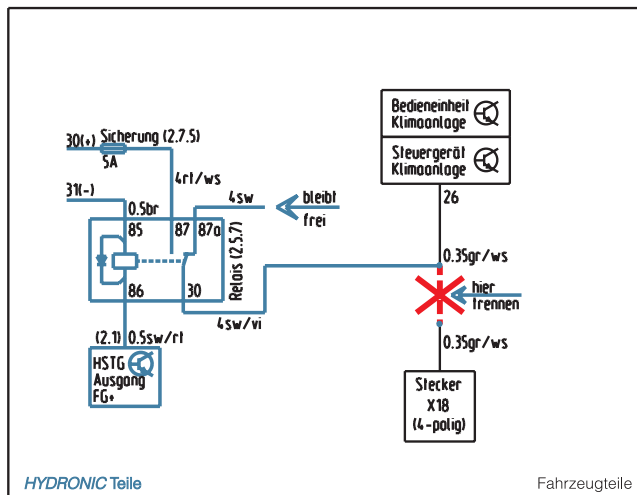 30(+) Sicherung (2.7.5)
5A
4rt/ws
31(-)
0.5br
4sw
bleibt
frei
85
87
87a
Relais (2.5.7)
86
30
4sw/vi
(2.1) 0.5sw/rt
HSTG
Ausgang
FG+
Bedieneinheit
Klimaanlage
Steuergerät
Klimaanlage
26
0.35gr/ws
hier
trennen
0.35gr/ws
Stecker
X18
(4-polig)
HYDRONIC Teile
Fahrzeugteile